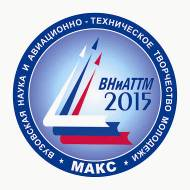 ВУЗОВСКАЯ НАУКА И АВИАЦИОННО - ТЕХНИЧЕСКОЕ ТВОРЧЕСТВО МОЛОДЕЖИ
ВНиАТТМ
2015
* МАКС *